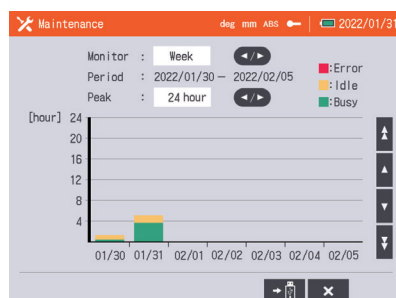 Maintenance deg mm ABS 2022/01/31
Monitor : Week ◄/►
Period : 2022/01/30 – 2022/02/05
Peak : 24 hour ◄/►
:Error
:Idle
:Busy
[hour] 24
20
16
12
8
4
01/30 01/31 02/01 02/02 02/03 02/04 02/05